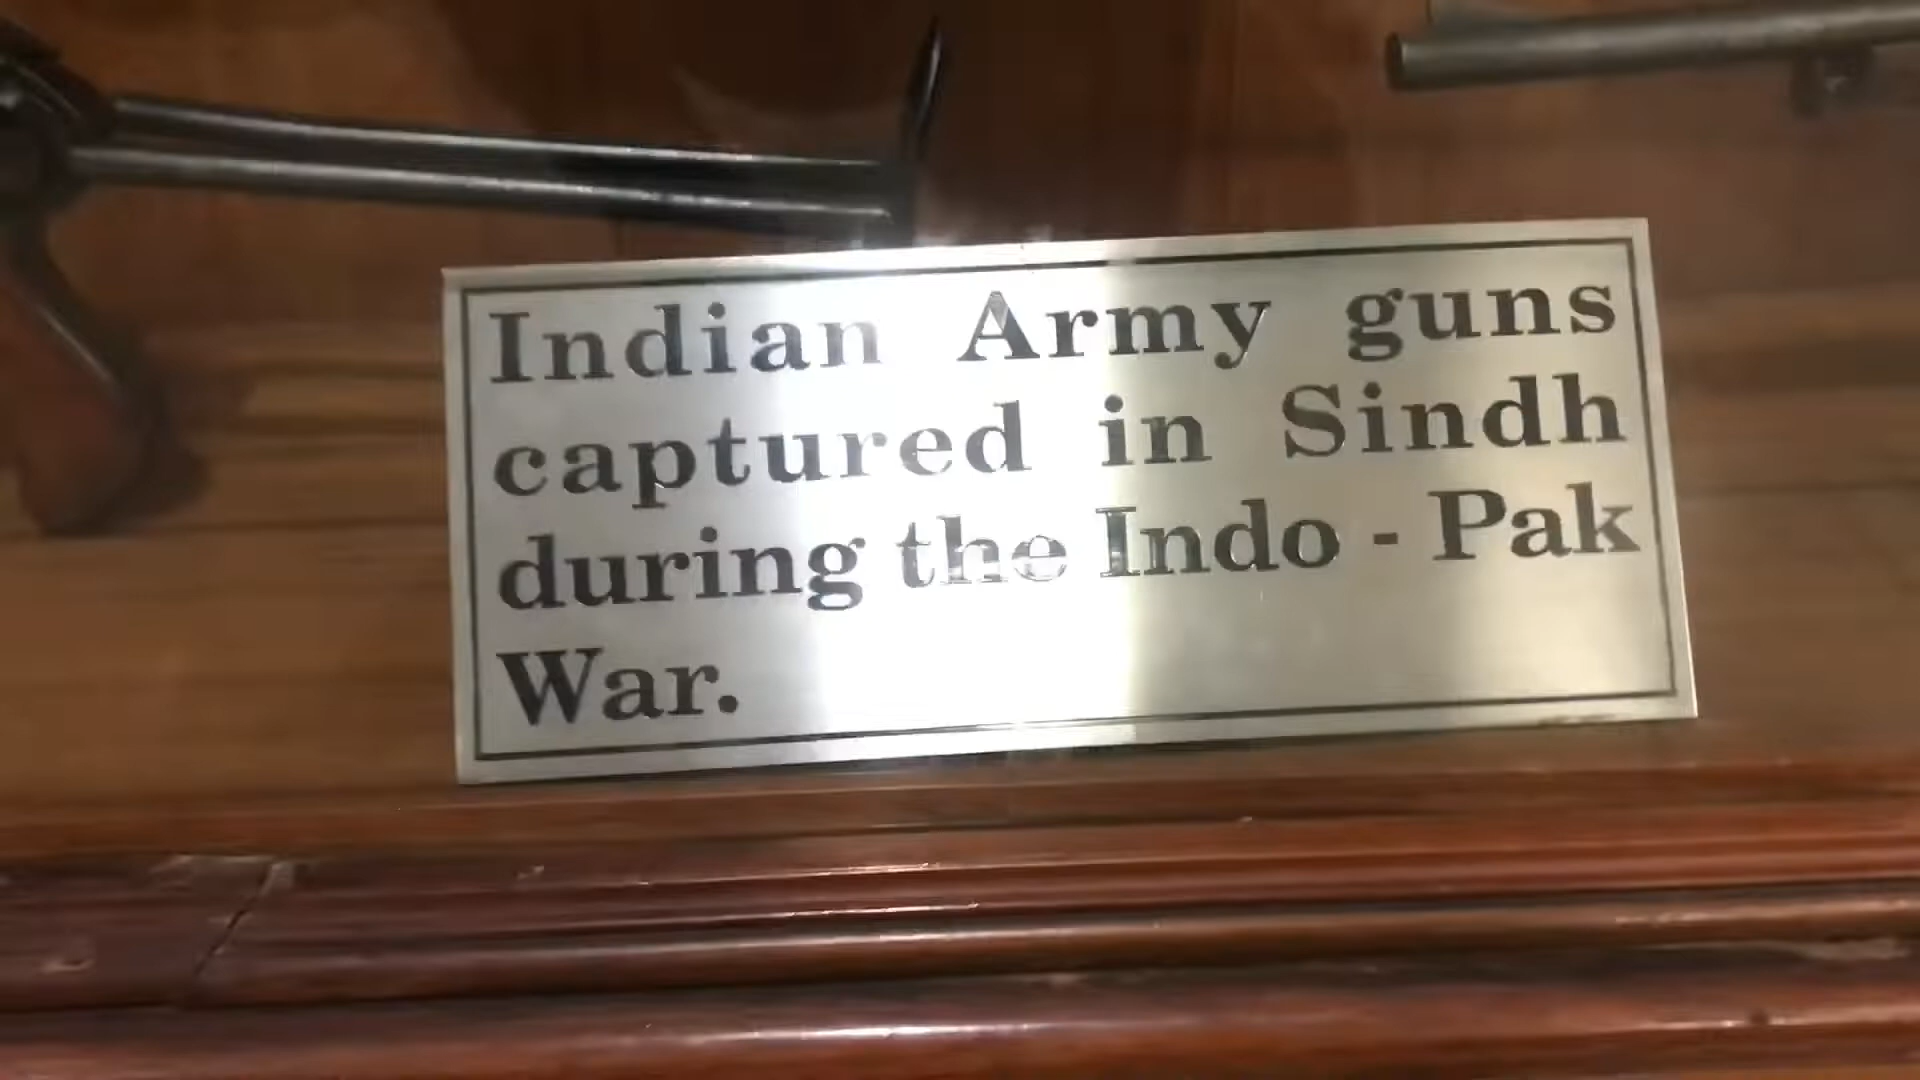 Indian Army guns
captured in Sindh
during the Indo - Pak
War.